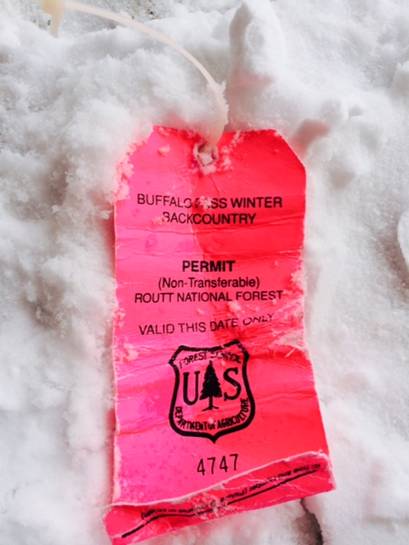 BUFFALO PASS WINTER
BACKCOUNTRY
PERMIT
(Non-Transferable)
ROUTT NATIONAL FOREST
VALID THIS DATE ONLY
FOREST SERVICE
U S
DEPARTMENT OF AGRICULTURE
4747